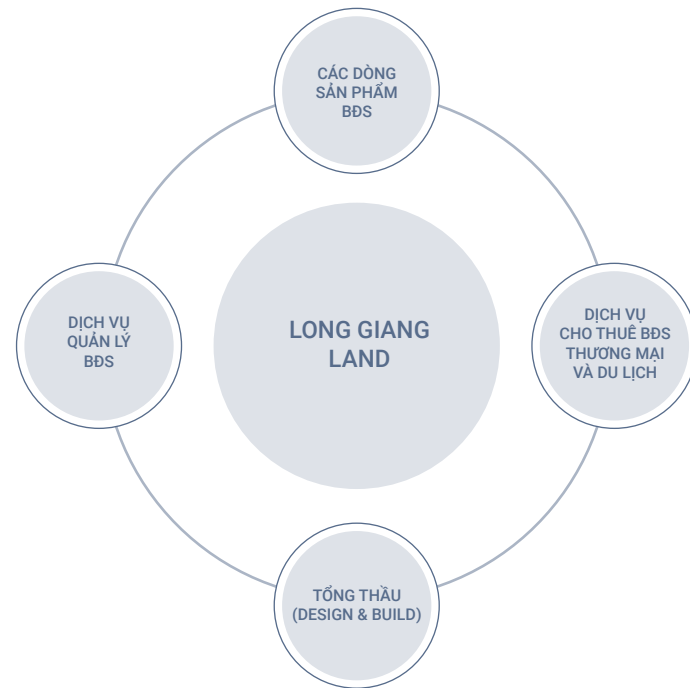 CÁC DÒNG
SẢN PHẨM
BĐS
DỊCH VỤ
QUẢN LÝ
BĐS
LONG GIANG
LAND
DỊCH VỤ
CHO THUÊ BĐS
THƯƠNG MẠI
VÀ DU LỊCH
TỔNG THẦU
(DESIGN & BUILD)